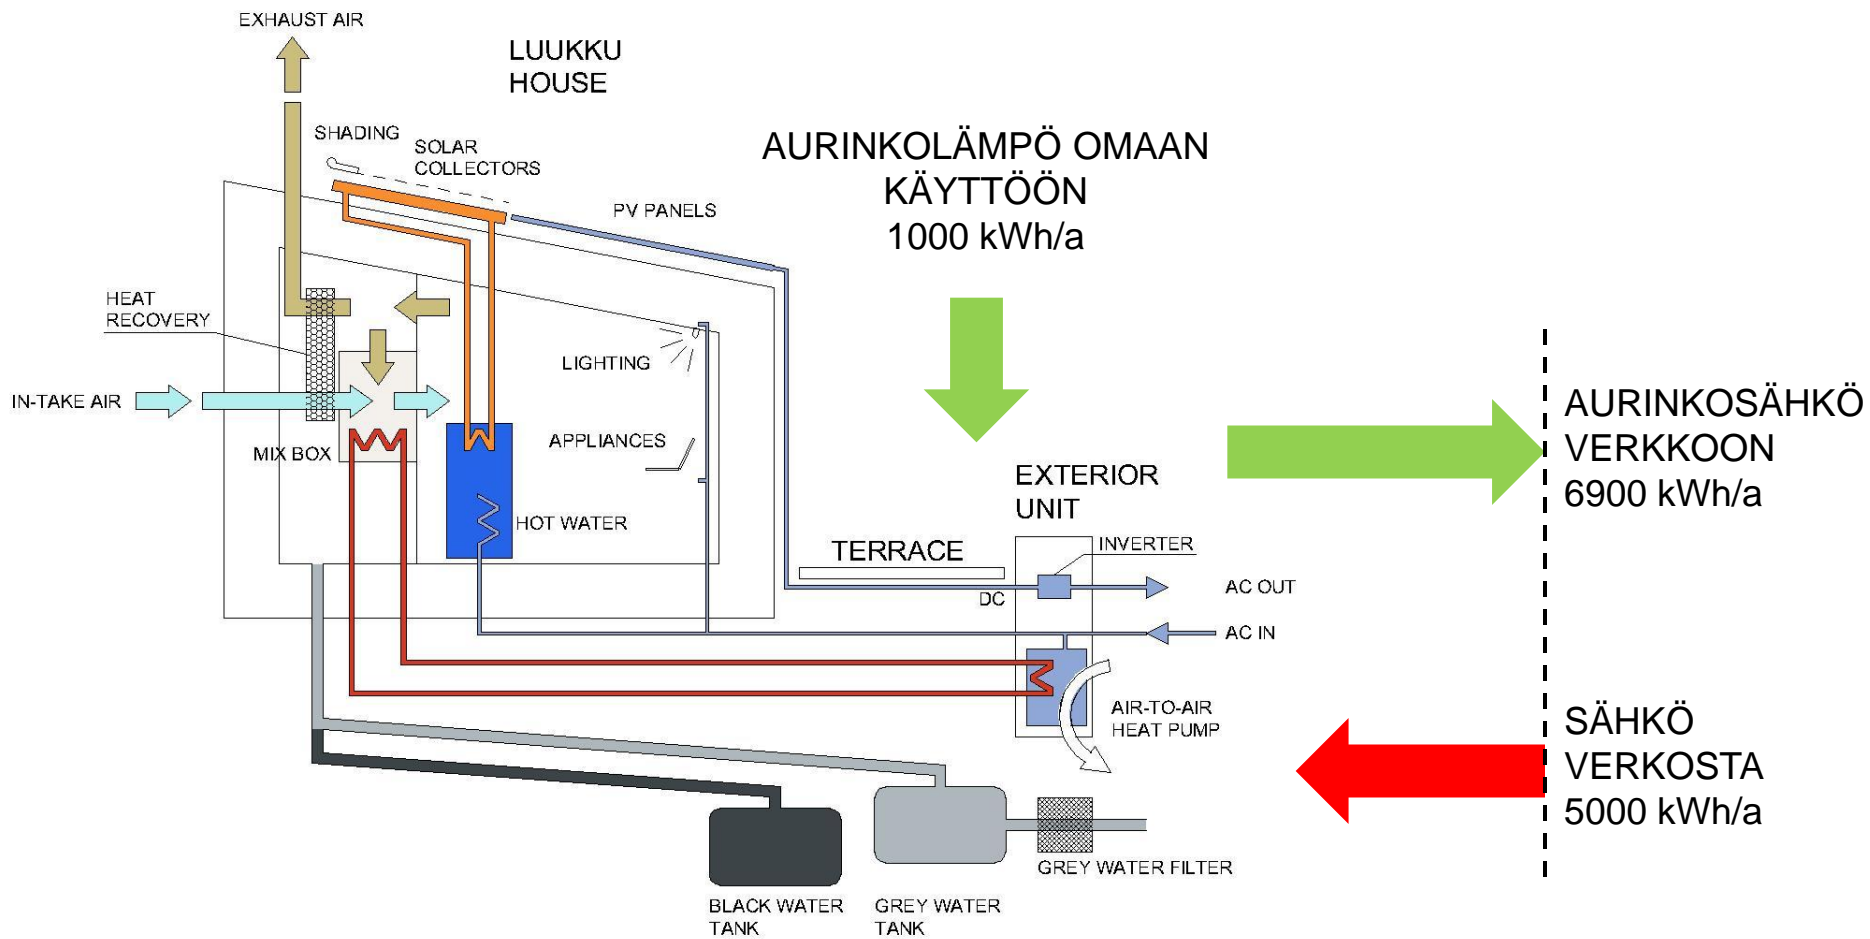 EXHAUST AIR
LUUKKU
HOUSE
SHADING
SOLAR
COLLECTORS
PV PANELS
AURINKOLÄMPÖ OMAAN
KÄYTTÖÖN
1000 kWh/a
HEAT
RECOVERY
LIGHTING
IN-TAKE AIR
MIX BOX
APPLIANCES
HOT WATER
AURINKOSÄHKÖ
VERKKOON
6900 kWh/a
EXTERIOR
UNIT
TERRACE
INVERTER
DC
AC OUT
AC IN
AIR-TO-AIR
HEAT PUMP
SÄHKÖ
VERKOSTA
5000 kWh/a
GREY WATER FILTER
BLACK WATER
TANK
GREY WATER
TANK